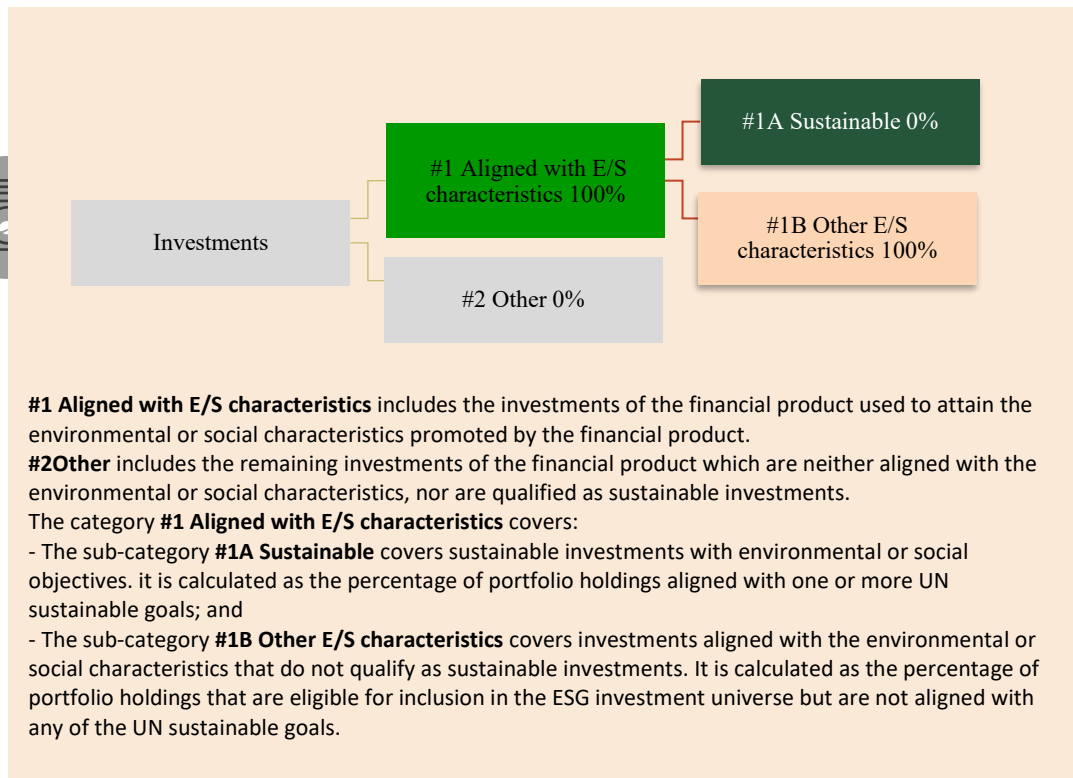 #1A Sustainable 0%
#1 Aligned with E/S
characteristics 100%
Investments
#1B Other E/S
characteristics 100%
#2 Other 0%
#1 Aligned with E/S characteristics includes the investments of the financial product used to attain the
environmental or social characteristics promoted by the financial product.
#2Other includes the remaining investments of the financial product which are neither aligned with the
environmental or social characteristics, nor are qualified as sustainable investments.
The category #1 Aligned with E/S characteristics covers:
- The sub-category #1A Sustainable covers sustainable investments with environmental or social
objectives. it is calculated as the percentage of portfolio holdings aligned with one or more UN
sustainable goals; and
- The sub-category #1B Other E/S characteristics covers investments aligned with the environmental or
social characteristics that do not qualify as sustainable investments. It is calculated as the percentage of
portfolio holdings that are eligible for inclusion in the ESG investment universe but are not aligned with
any of the UN sustainable goals.